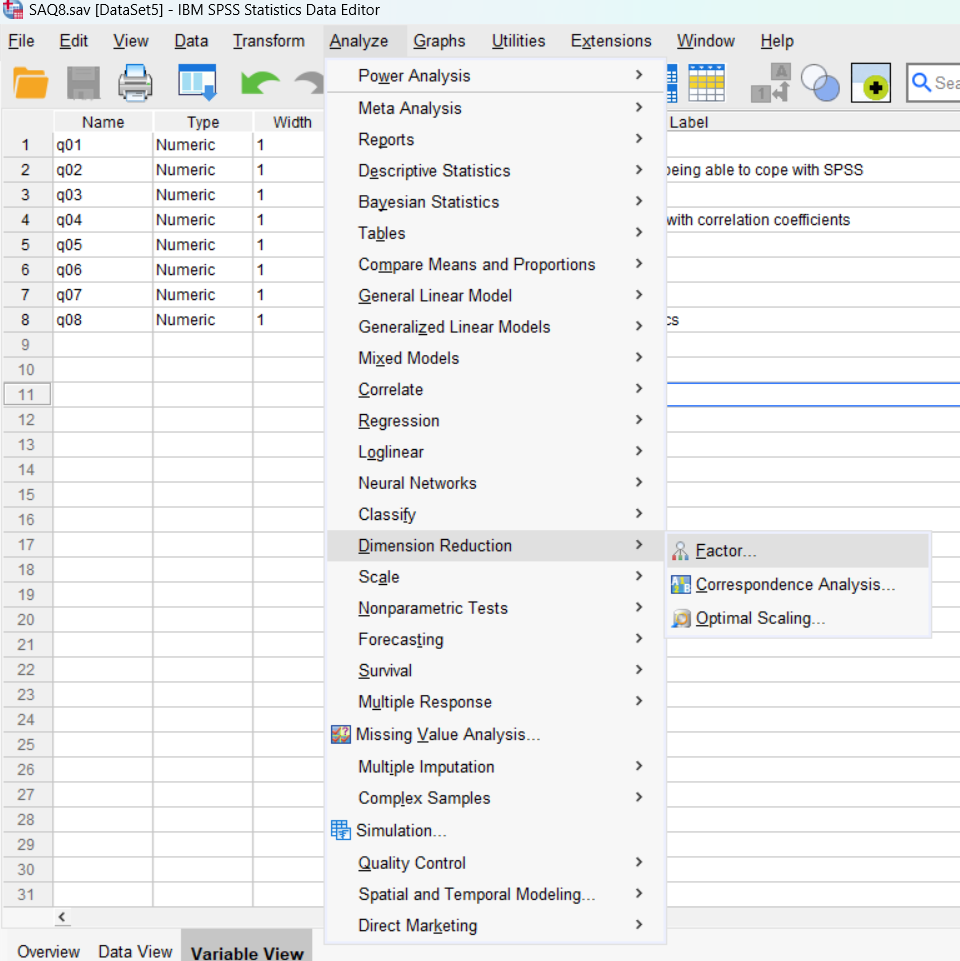 SAQ8.sav [DataSet5] - IBM SPSS Statistics Data Editor
File Edit View Data Transform Analyze Graphs Utilities Extensions Window Help
A
1
Sea
Name Type Width Label
1 q01 Numeric 1
2 q02 Numeric 1 being able to cope with SPSS
3 q03 Numeric 1
4 q04 Numeric 1 with correlation coefficients
5 q05 Numeric 1
6 q06 Numeric 1
7 q07 Numeric 1
8 q08 Numeric 1 cs
9
10
11
12
13
14
15
16
17
18
19
20
21
22
23
24
25
26
27
28
29
30
31
Power Analysis
Meta Analysis
Reports
Descriptive Statistics
Bayesian Statistics
Tables
Compare Means and Proportions
General Linear Model
Generalized Linear Models
Mixed Models
Correlate
Regression
Loglinear
Neural Networks
Classify
Dimension Reduction
Scale
Nonparametric Tests
Forecasting
Survival
Multiple Response
Missing Value Analysis...
Multiple Imputation
Complex Samples
Simulation...
Quality Control
Spatial and Temporal Modeling...
Direct Marketing
Factor...
Correspondence Analysis...
Optimal Scaling...
Overview Data View Variable View